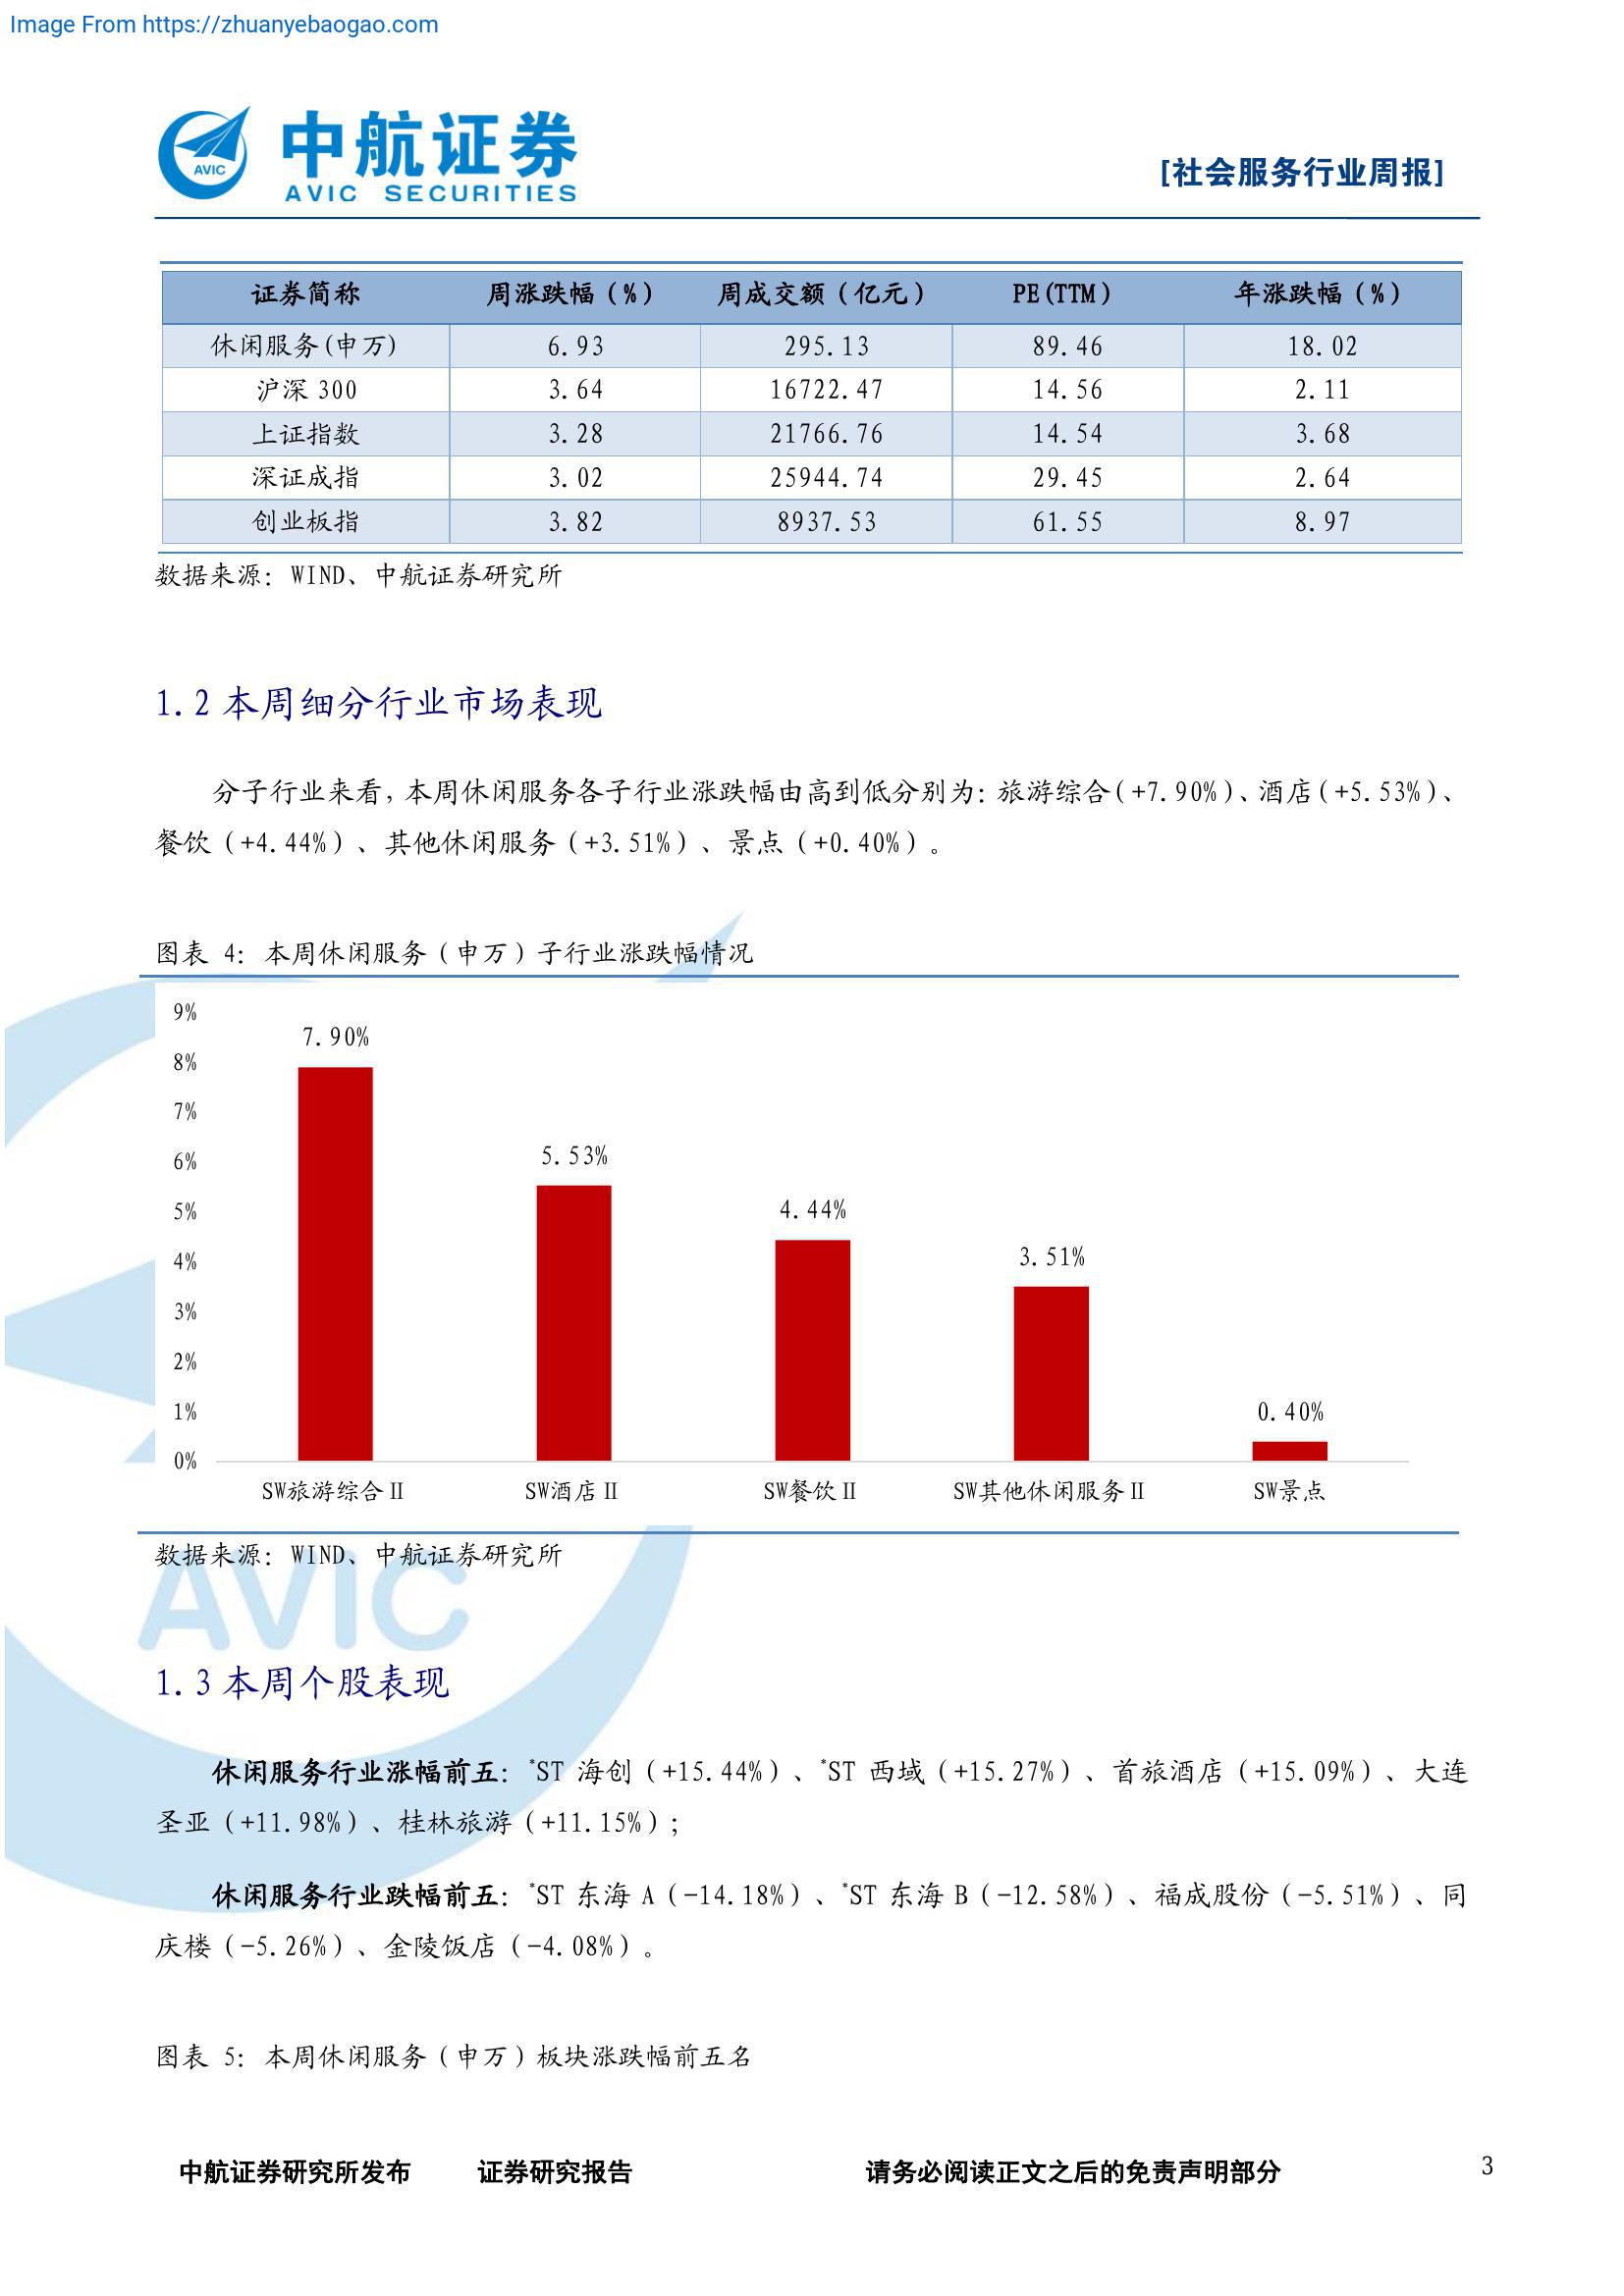 Image From https://zhuanyebaogao.com
中航证券
AVIC SECURITIES
AVIC
[社会服务行业周报]
证券简称 周涨跌幅（%） 周成交额（亿元） PE(TTM) 年涨跌幅（%）
休闲服务(申万) 6.93 295.13 89.46 18.02
沪深 300 3.64 16722.47 14.56 2.11
上证指数 3.28 21766.76 14.54 3.68
深证成指 3.02 25944.74 29.45 2.64
创业板指 3.82 8937.53 61.55 8.97
数据来源：WIND、中航证券研究所
1.2 本周细分行业市场表现
分子行业来看，本周休闲服务各子行业涨跌幅由高到低分别为：旅游综合(+7.90%)、酒店(+5.53%)、
餐饮（+4.44%）、其他休闲服务（+3.51%）、景点（+0.40%）。
图表 4：本周休闲服务（申万）子行业涨跌幅情况
9%
7.90%
8%
7%
6%
5.53%
5%
4.44%
4%
3.51%
3%
2%
1%
0.40%
0%
SW旅游综合Ⅱ SW酒店Ⅱ SW餐饮Ⅱ SW其他休闲服务Ⅱ SW景点
数据来源：WIND、中航证券研究所
AVIC
1.3 本周个股表现
休闲服务行业涨幅前五：*ST 海创（+15.44%）、*ST 西域（+15.27%）、首旅酒店（+15.09%）、大连
圣亚（+11.98%）、桂林旅游（+11.15%）；
休闲服务行业跌幅前五：*ST 东海 A（-14.18%）、*ST 东海 B（-12.58%）、福成股份（-5.51%）、同
庆楼（-5.26%）、金陵饭店（-4.08%）。
图表 5：本周休闲服务（申万）板块涨跌幅前五名
中航证券研究所发布 证券研究报告 请务必阅读正文之后的免责声明部分 3